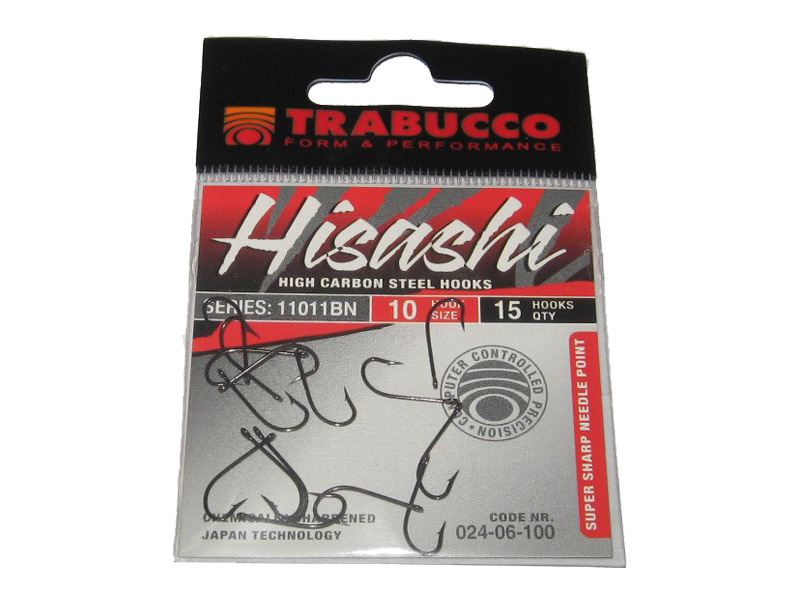 TRABUCCO
FORM & PERFORMANCE
Hisashi
HIGH CARBON STEEL HOOKS
SERIES: 11011BN 10 HOOK SIZE 15 HOOKS QTY
COMPUTER CONTROLLED PRECISION
SUPER SHARP NEEDLE POINT
CHEMICALLY SHARPENED
JAPAN TECHNOLOGY
CODE NR.
024-06-100